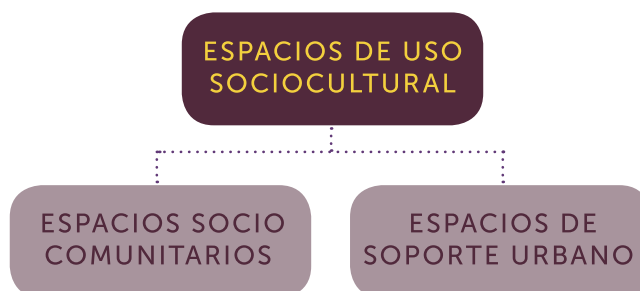 ESPACIOS DE USO
SOCIOCULTURAL
ESPACIOS SOCIO
COMUNITARIOS
ESPACIOS DE
SOPORTE URBANO